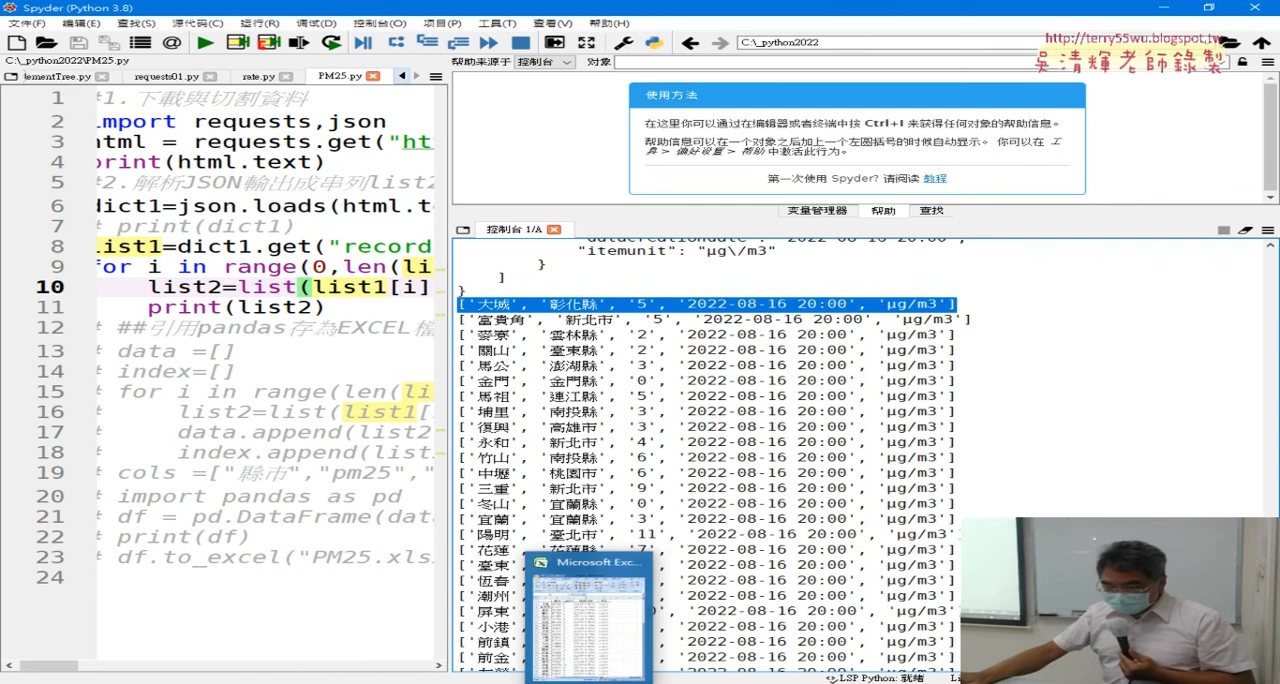 Spyder (Python 3.8)
文件(F) 编辑(E) 查找(S) 源代码(C) 运行(R) 调试(D) 控制台(O) 项目(P) 工具(T) 查看(V) 帮助(H)
C:\_python2022
http://terry55wu.blogspot.tw
吳清輝老師錄製
C:\_python2022\PM25.py
帮助来源于 控制台 对象
lementTree.py requests01.py rate.py PM25.py
使用方法
在这里你可以通过在编辑器或者终端中按 Ctrl+I 来获得任何对象的帮助信息。
帮助信息可以在一个对象之后加上一个左圆括号的时候自动显示。 你可以在 工
具 > 偏好设置 > 帮助 中激活此行为。
第一次使用 Spyder? 请阅读 教程
变量管理器 帮助 查找
控制台 1/A
1 #1.下載與切割資料
2 import requests,json
3 html = requests.get("ht
4 print(html.text)
5 #2.解析JSON輸出成串列list2
6 dict1=json.loads(html.t
7 # print(dict1)
8 list1=dict1.get("record
9 for i in range(0,len(li
10 list2=list(list1[i]
11 print(list2)
12 # ##引用pandas存為EXCEL檔
13 # data =[]
14 # index=[]
15 # for i in range(len(li
16 # list2=list(list1[
17 # data.append(list2
18 # index.append(list
19 # cols =["縣市","pm25","
20 # import pandas as pd
21 # df = pd.DataFrame(dat
22 # print(df)
23 # df.to_excel("PM25.xls
24
"itemunit": "μg\/m3"
}
]
}
['大城', '彰化縣', '5', '2022-08-16 20:00', 'μg/m3']
['富貴角', '新北市', '5', '2022-08-16 20:00', 'μg/m3']
['麥寮', '雲林縣', '2', '2022-08-16 20:00', 'μg/m3']
['關山', '臺東縣', '2', '2022-08-16 20:00', 'μg/m3']
['馬公', '澎湖縣', '3', '2022-08-16 20:00', 'μg/m3']
['金門', '金門縣', '0', '2022-08-16 20:00', 'μg/m3']
['馬祖', '連江縣', '5', '2022-08-16 20:00', 'μg/m3']
['埔里', '南投縣', '3', '2022-08-16 20:00', 'μg/m3']
['復興', '高雄市', '3', '2022-08-16 20:00', 'μg/m3']
['永和', '新北市', '4', '2022-08-16 20:00', 'μg/m3']
['竹山', '南投縣', '6', '2022-08-16 20:00', 'μg/m3']
['中壢', '桃園市', '6', '2022-08-16 20:00', 'μg/m3']
['三重', '新北市', '9', '2022-08-16 20:00', 'μg/m3']
['冬山', '宜蘭縣', '0', '2022-08-16 20:00', 'μg/m3']
['宜蘭', '宜蘭縣', '3', '2022-08-16 20:00', 'μg/m3']
['陽明', '臺北市', '11', '2022-08-16 20:00', 'μg/m3']
['花蓮', '花蓮縣', '7', '2022-08-16 20:00', 'μg/m3']
['臺東', '2022-08-16 20:00', 'μg/m3']
['恆春', '2022-08-16 20:00', 'μg/m3']
['潮州', '2022-08-16 20:00', 'μg/m3']
['屏東', '2022-08-16 20:00', 'μg/m3']
['小港', '2022-08-16 20:00', 'μg/m3']
['前鎮', '2022-08-16 20:00', 'μg/m3']
['前金', '2022-08-16 20:00', 'μg/m3']
Microsoft Exc...
LSP Python: 就绪